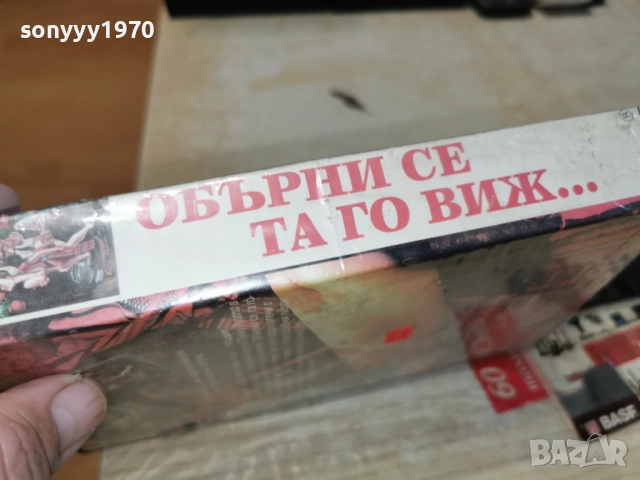 sonyyy1970
ОБЪРНИ СЕ
ТА ГО ВИЖ...
®
60
BASF
BAZAR